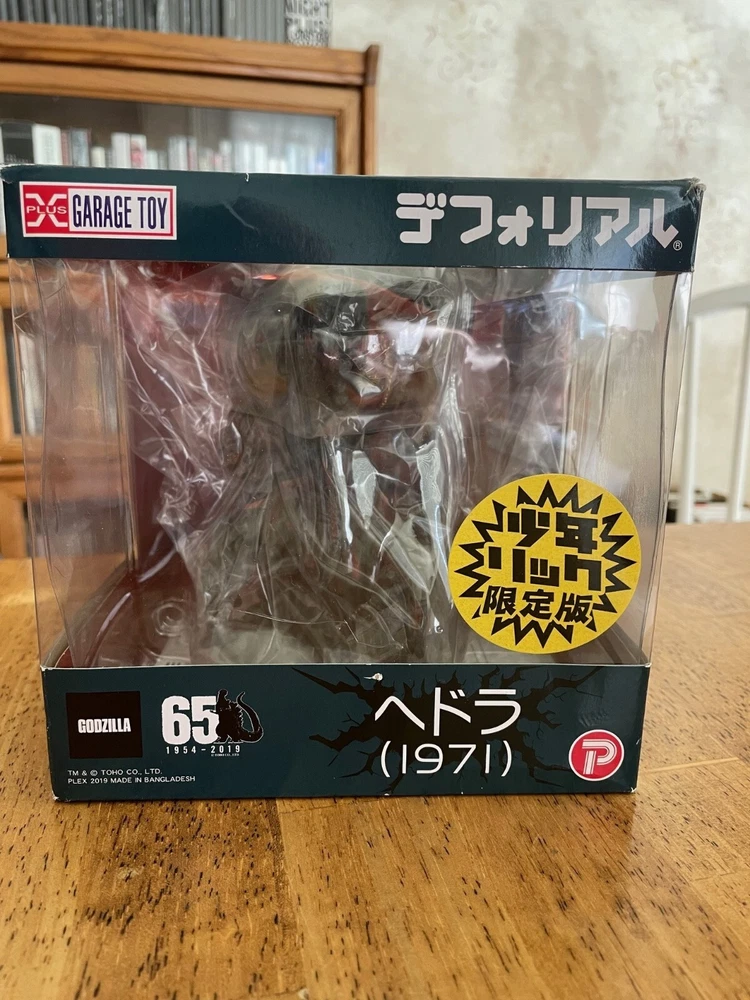 X PLUS
GARAGE TOY
デフォリアル®
少年
リック
限定版
GODZILLA
65
1954-2019
ヘドラ
(1971)
P
TM & © TOHO CO., LTD.
PLEX 2019 MADE IN BANGLADESH